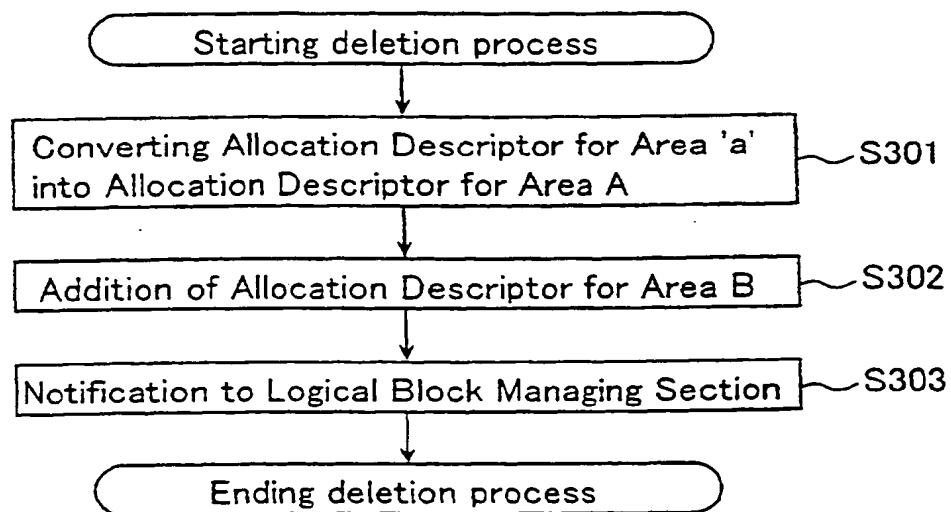 Starting deletion process
Converting Allocation Descriptor for Area 'a'
into Allocation Descriptor for Area A
S301
Addition of Allocation Descriptor for Area B
S302
Notification to Logical Block Managing Section
S303
Ending deletion process